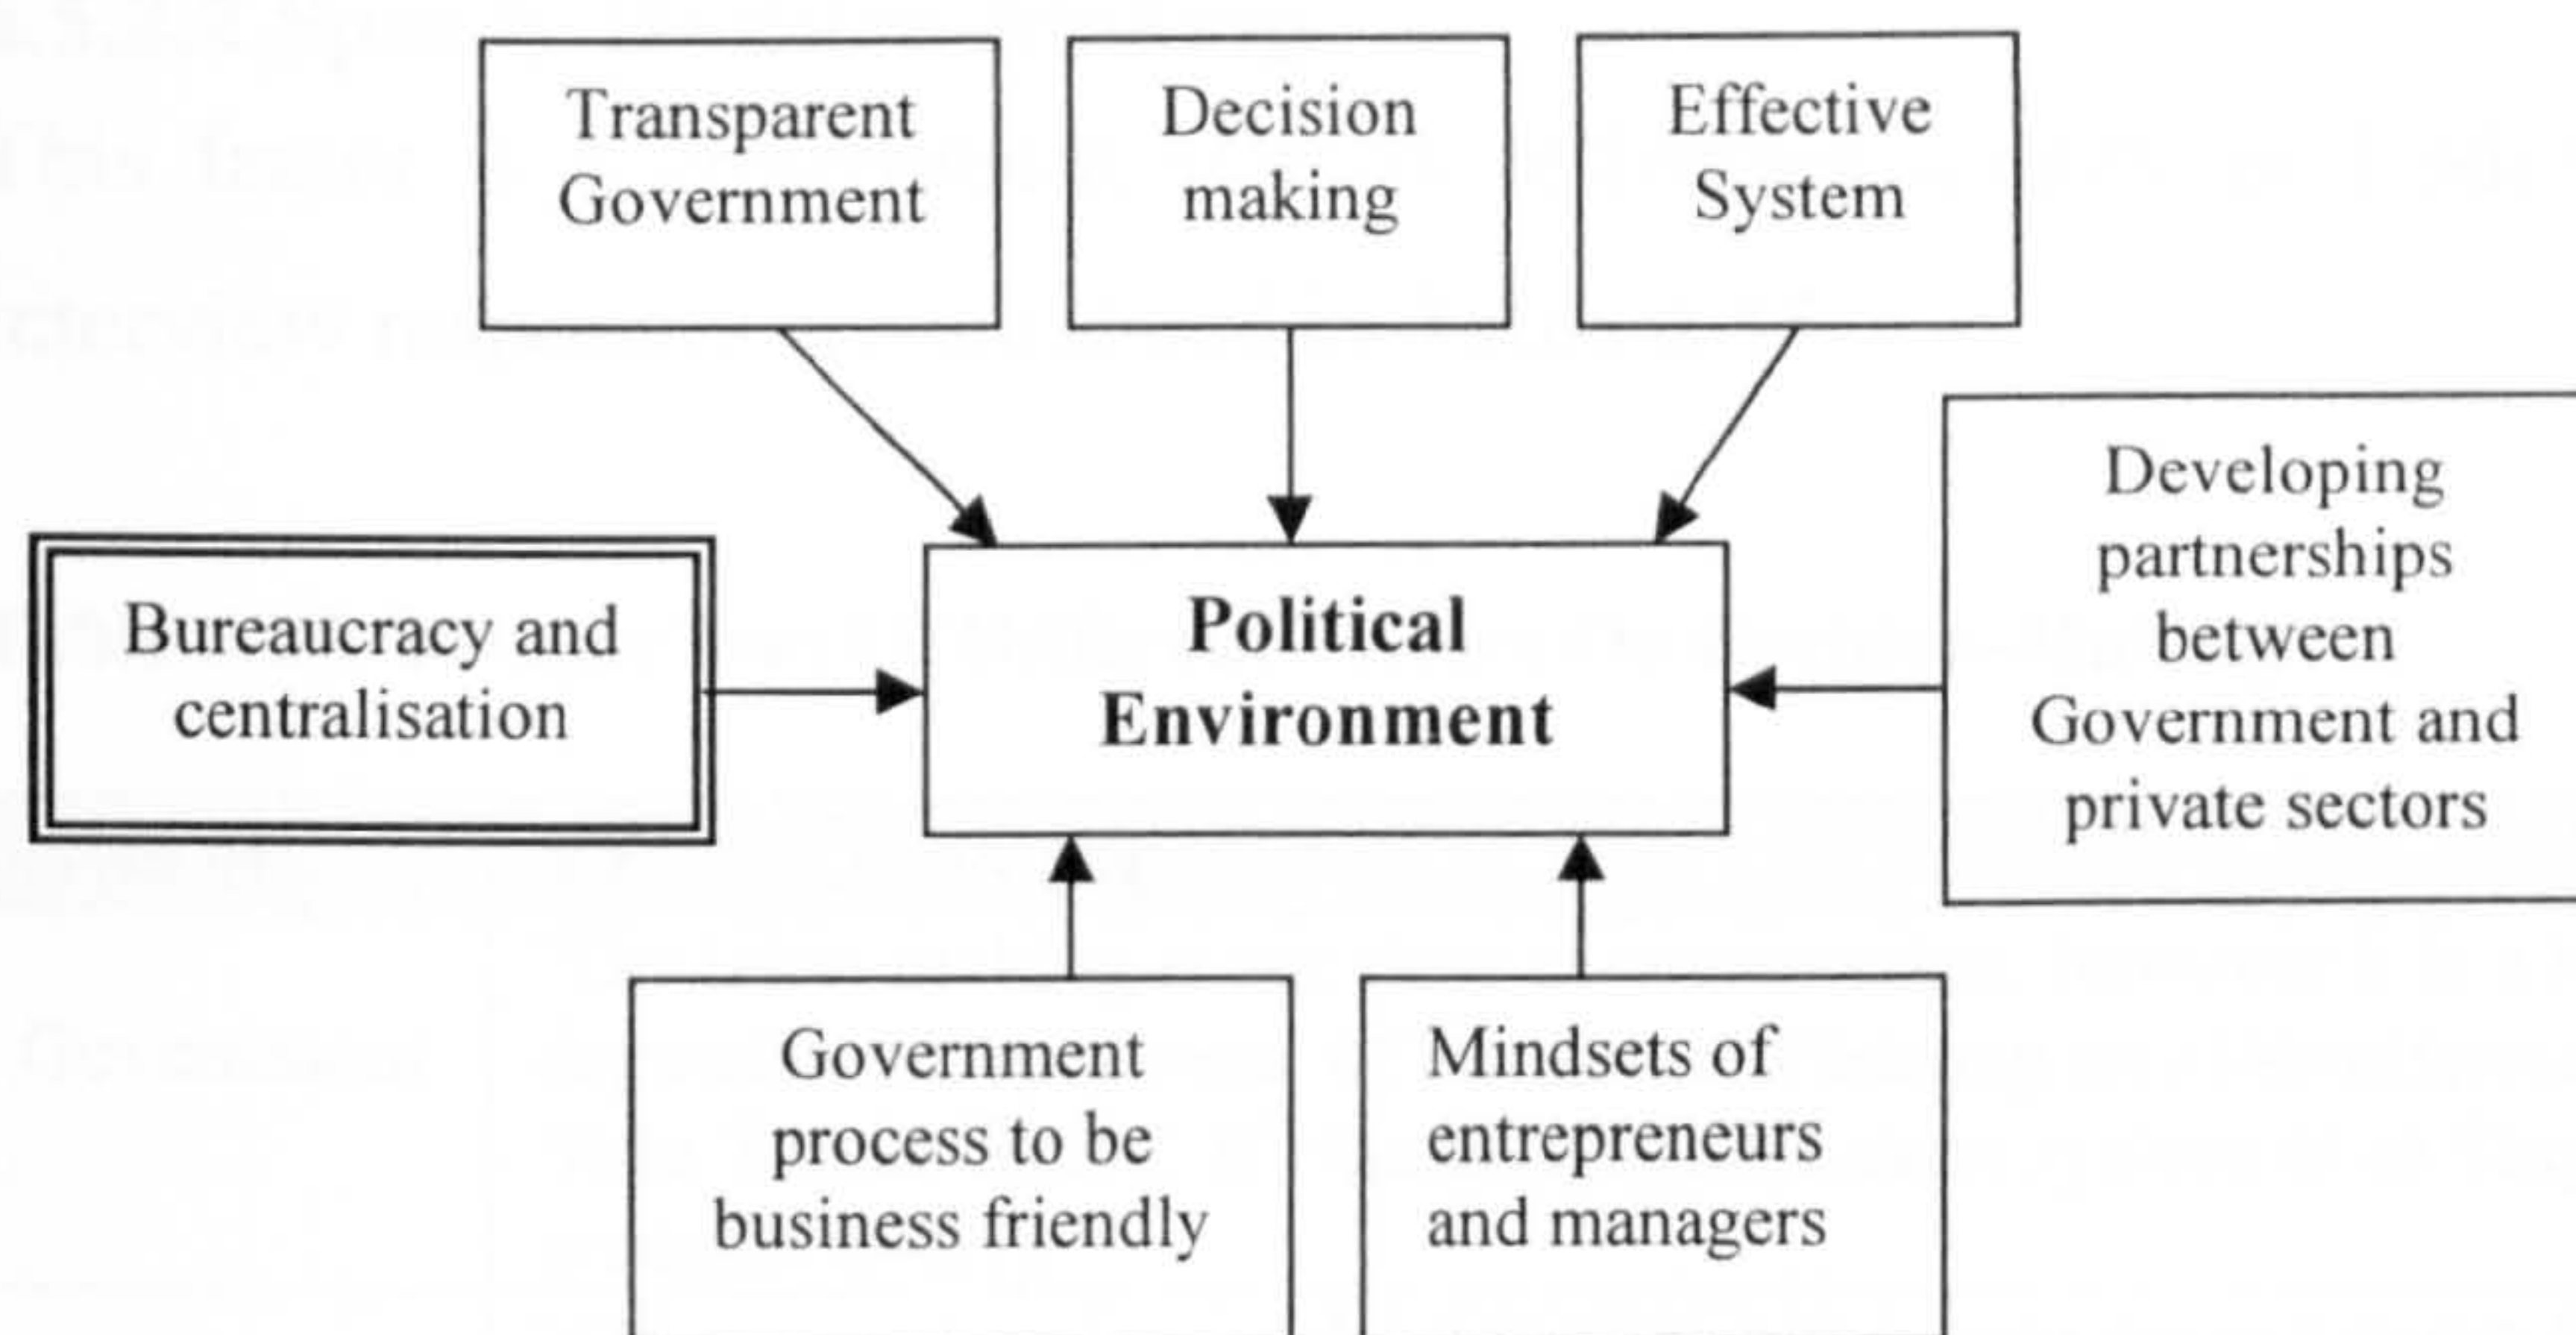 Transparent
Government
Decision
making
Effective
System
Developing
partnerships
between
Government and
private sectors
Bureaucracy and
centralisation
Political
Environment
Government
process to be
business friendly
Mindsets of
entrepreneurs
and managers